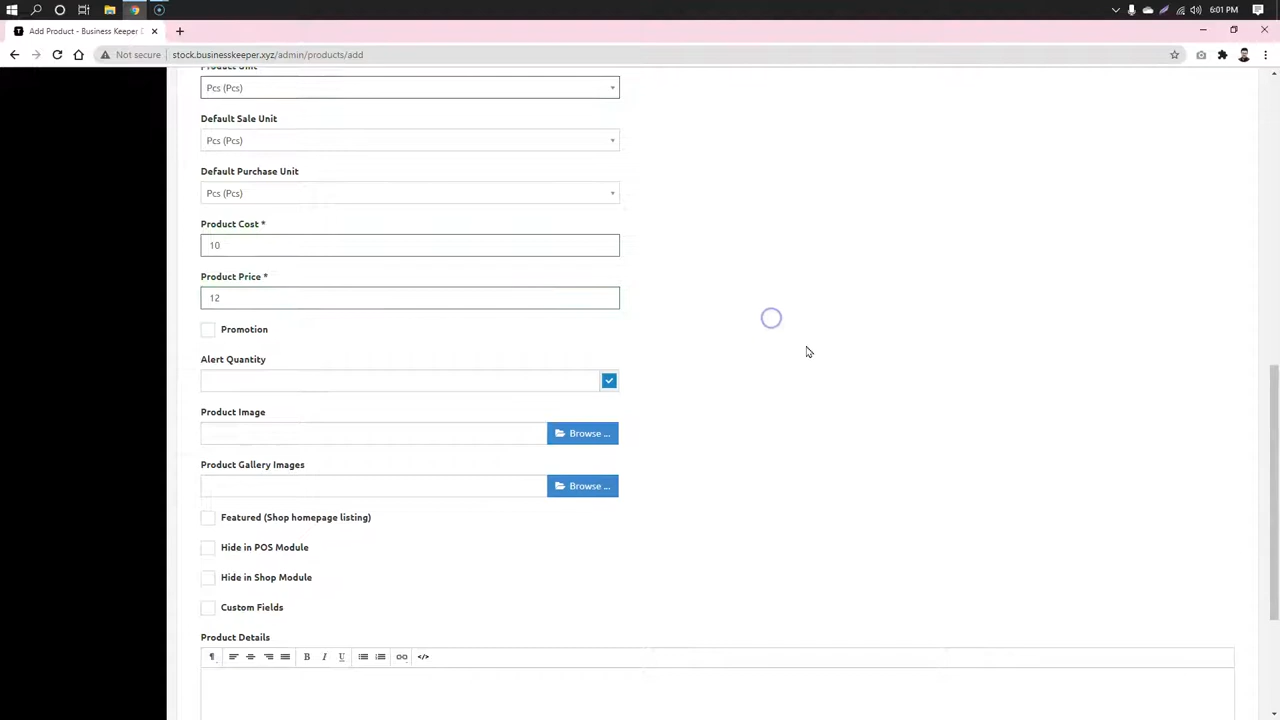 6:01 PM
Add Product - Business Keeper
Not secure
stock.businesskeeper.xyz/admin/products/add
Product Unit
Pcs (Pcs)
Default Sale Unit
Pcs (Pcs)
Default Purchase Unit
Pcs (Pcs)
Product Cost *
10
Product Price *
12
Promotion
Alert Quantity
Product Image
Browse ...
Product Gallery Images
Browse ...
Featured (Shop homepage listing)
Hide in POS Module
Hide in Shop Module
Custom Fields
Product Details
B I U